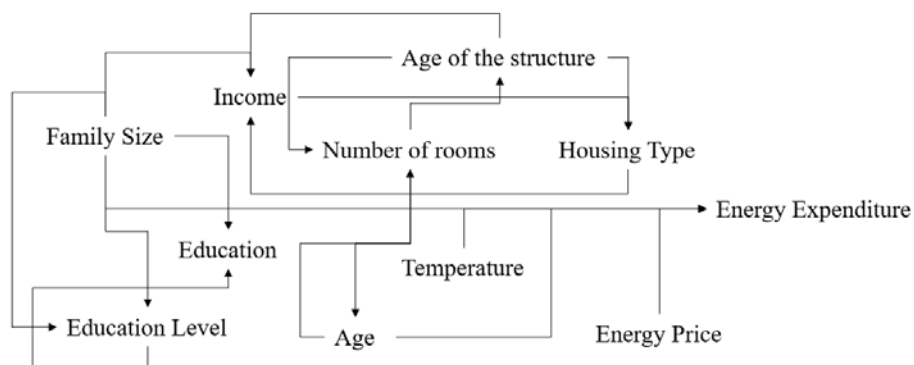 Age of the structure
Income
Family Size
Number of rooms
Housing Type
Energy Expenditure
Education
Temperature
Education Level
Age
Energy Price